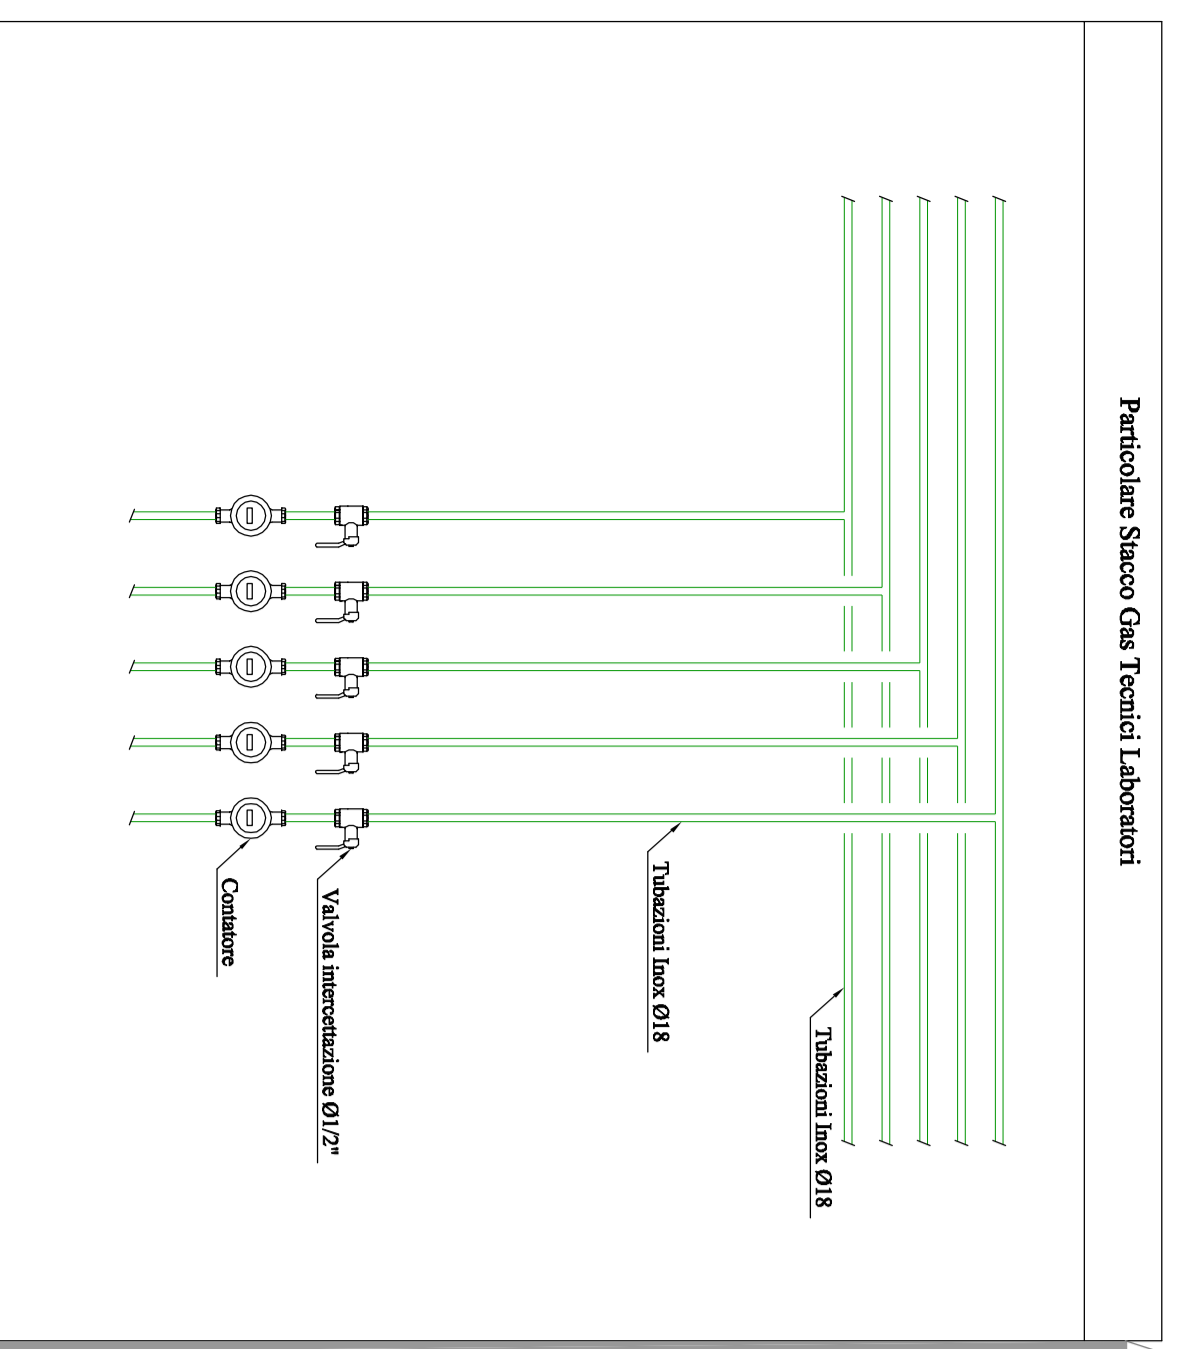 Particolare Stacco Gas Tecnici Laboratori
Tubazioni Inox Ø18
Tubazioni Inox Ø18
Valvola intercettazione Ø1/2"
Contatore